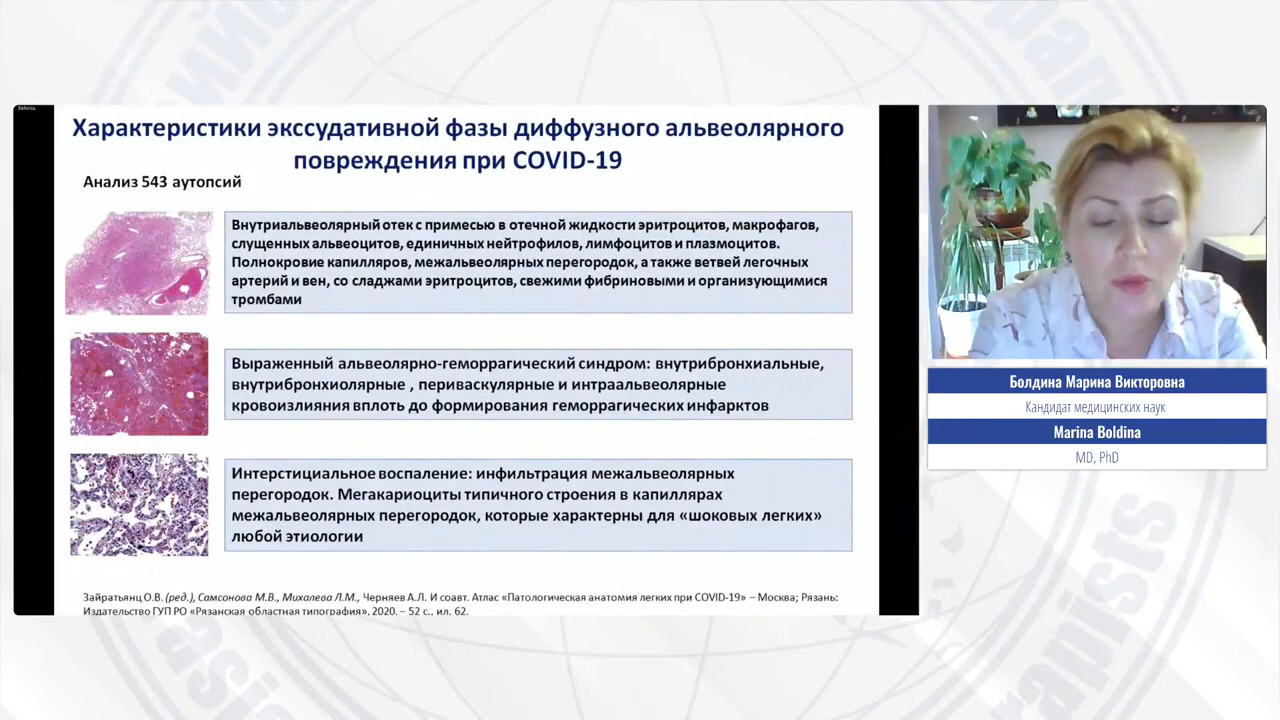 Запись
Характеристики экссудативной фазы диффузного альвеолярного
повреждения при COVID-19
Анализ 543 аутопсий
Внутриальвеолярный отек с примесью в отечной жидкости эритроцитов, макрофагов,
слущенных альвеоцитов, единичных нейтрофилов, лимфоцитов и плазмоцитов.
Полнокровие капилляров, межальвеолярных перегородок, а также ветвей легочных
артерий и вен, со сладжами эритроцитов, свежими фибриновыми и организующимися
тромбами
Выраженный альвеолярно-геморрагический синдром: внутрибронхиальные,
внутрибронхиолярные , периваскулярные и интраальвеолярные
кровоизлияния вплоть до формирования геморрагических инфарктов
Интерстициальное воспаление: инфильтрация межальвеолярных
перегородок. Мегакариоциты типичного строения в капиллярах
межальвеолярных перегородок, которые характерны для «шоковых легких»
любой этиологии
Зайратьянц О.В. (ред.), Самсонова М.В., Михалева Л.М., Черняев А.Л. И соавт. Атлас «Патологическая анатомия легких при COVID-19» – Москва; Рязань:
Издательство ГУП РО «Рязанская областная типография», 2020. – 52 с., ил. 62.
Болдина Марина Викторовна
Кандидат медицинских наук
Marina Boldina
MD, PhD